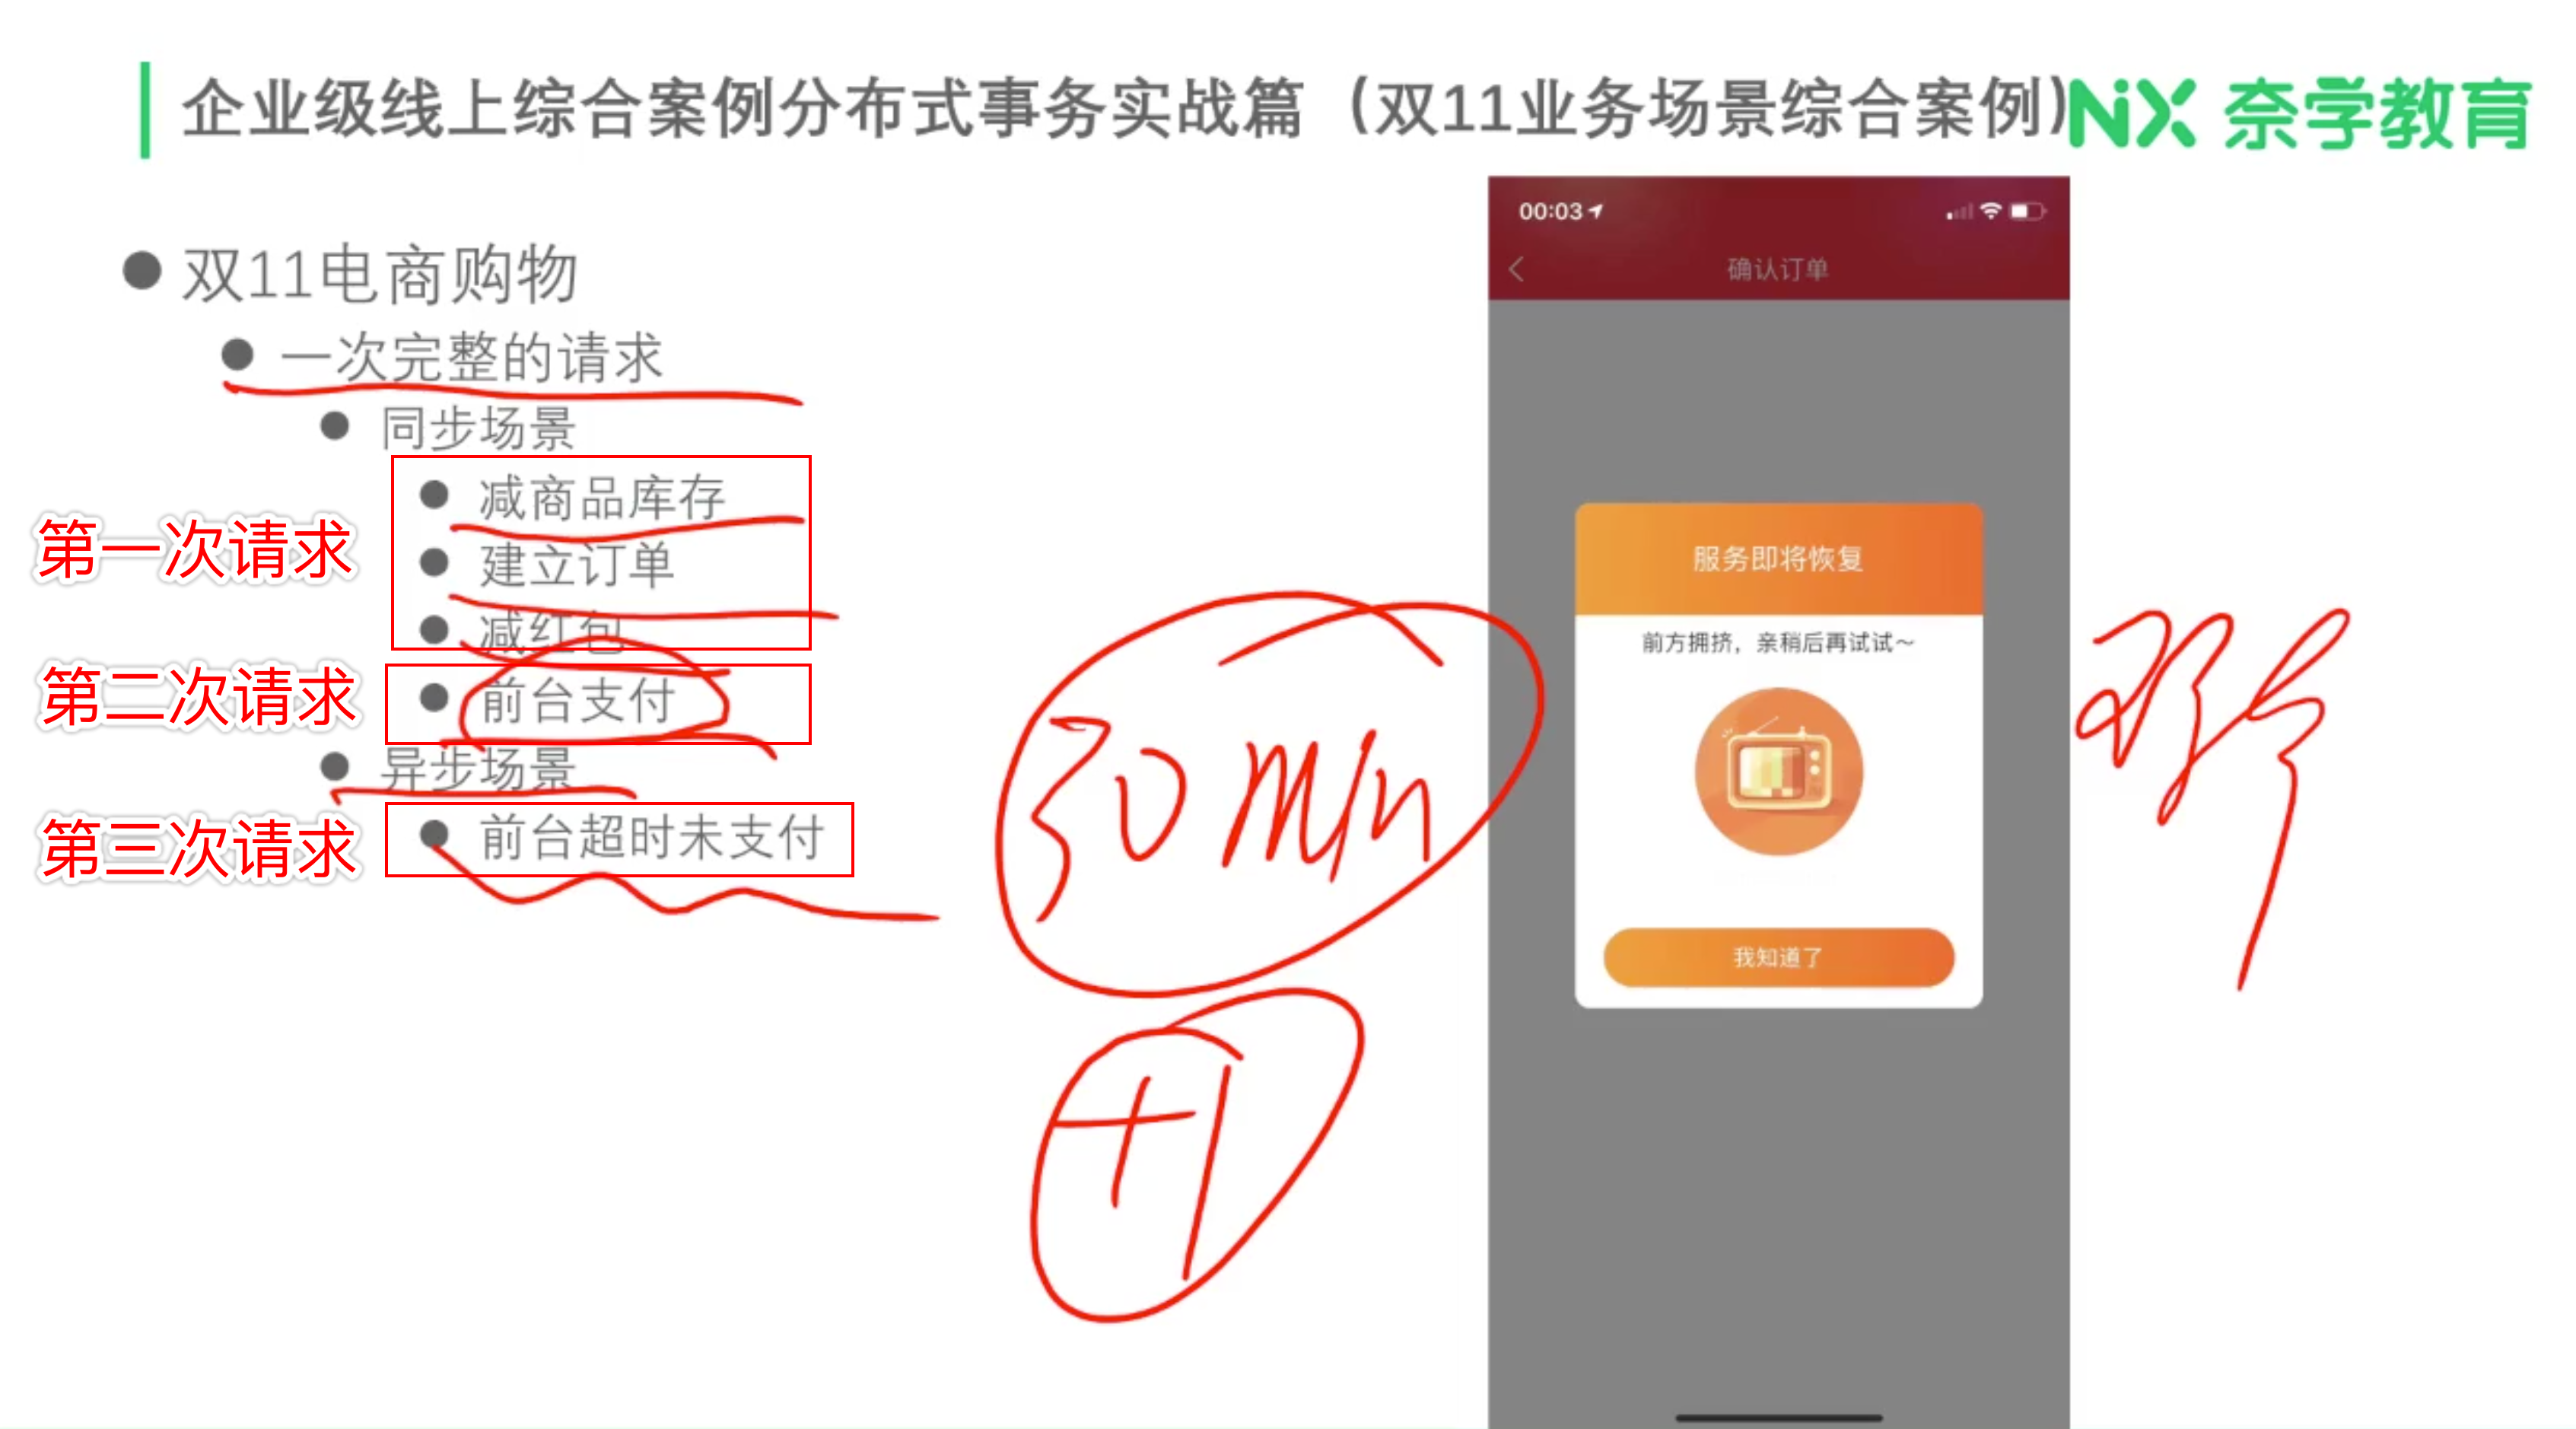 企业级线上综合案例分布式事务实战篇（双11业务场景综合案例）
NiX 奈学教育
双11电商购物
一次完整的请求
同步场景
第一次请求
减商品库存
建立订单
减红包
第二次请求
前台支付
异步场景
第三次请求
前台超时未支付
30 min
+1
00:03
确认订单
服务即将恢复
前方拥挤，亲稍后再试试～
我知道了